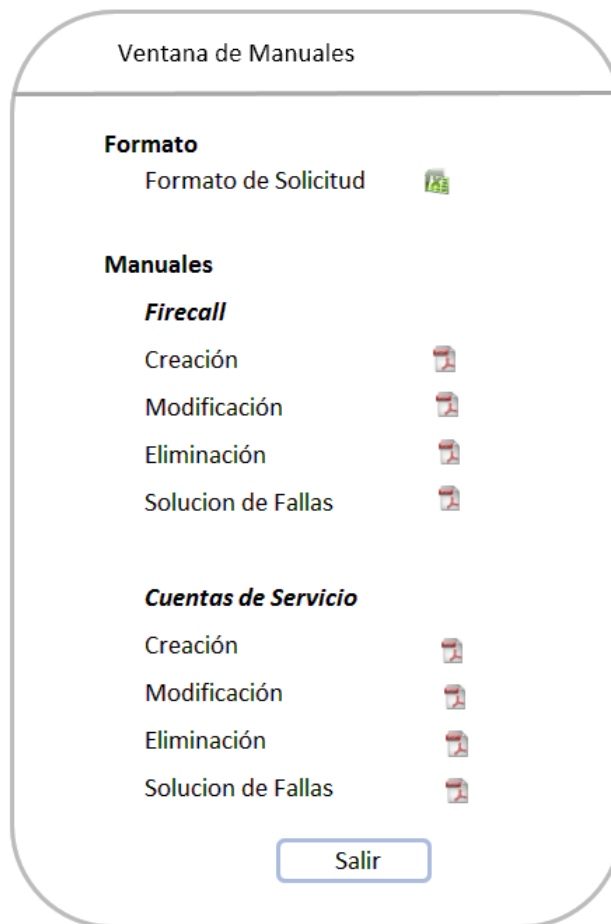 Ventana de Manuales
Formato
Formato de Solicitud
Manuales
Firecall
Creación
Modificación
Eliminación
Solucion de Fallas
Cuentas de Servicio
Creación
Modificación
Eliminación
Solucion de Fallas
Salir